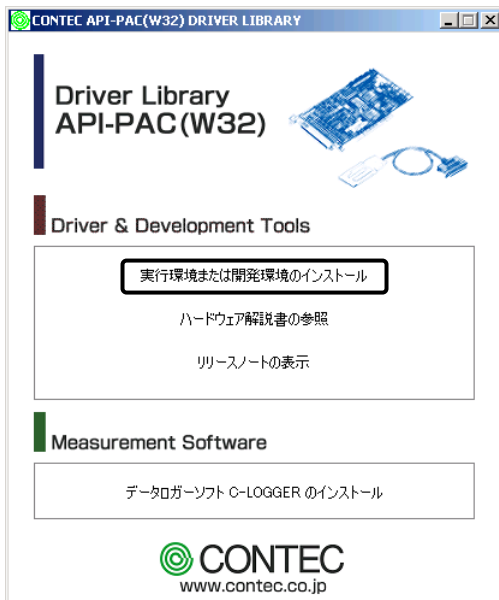 CONTEC API-PAC(W32) DRIVER LIBRARY
Driver Library
API-PAC(W32)
Driver & Development Tools
実行環境または開発環境のインストール
ハードウェア解説書の参照
リリースノートの表示
Measurement Software
データロガーソフト C-LOGGER のインストール
CONTEC
www.contec.co.jp